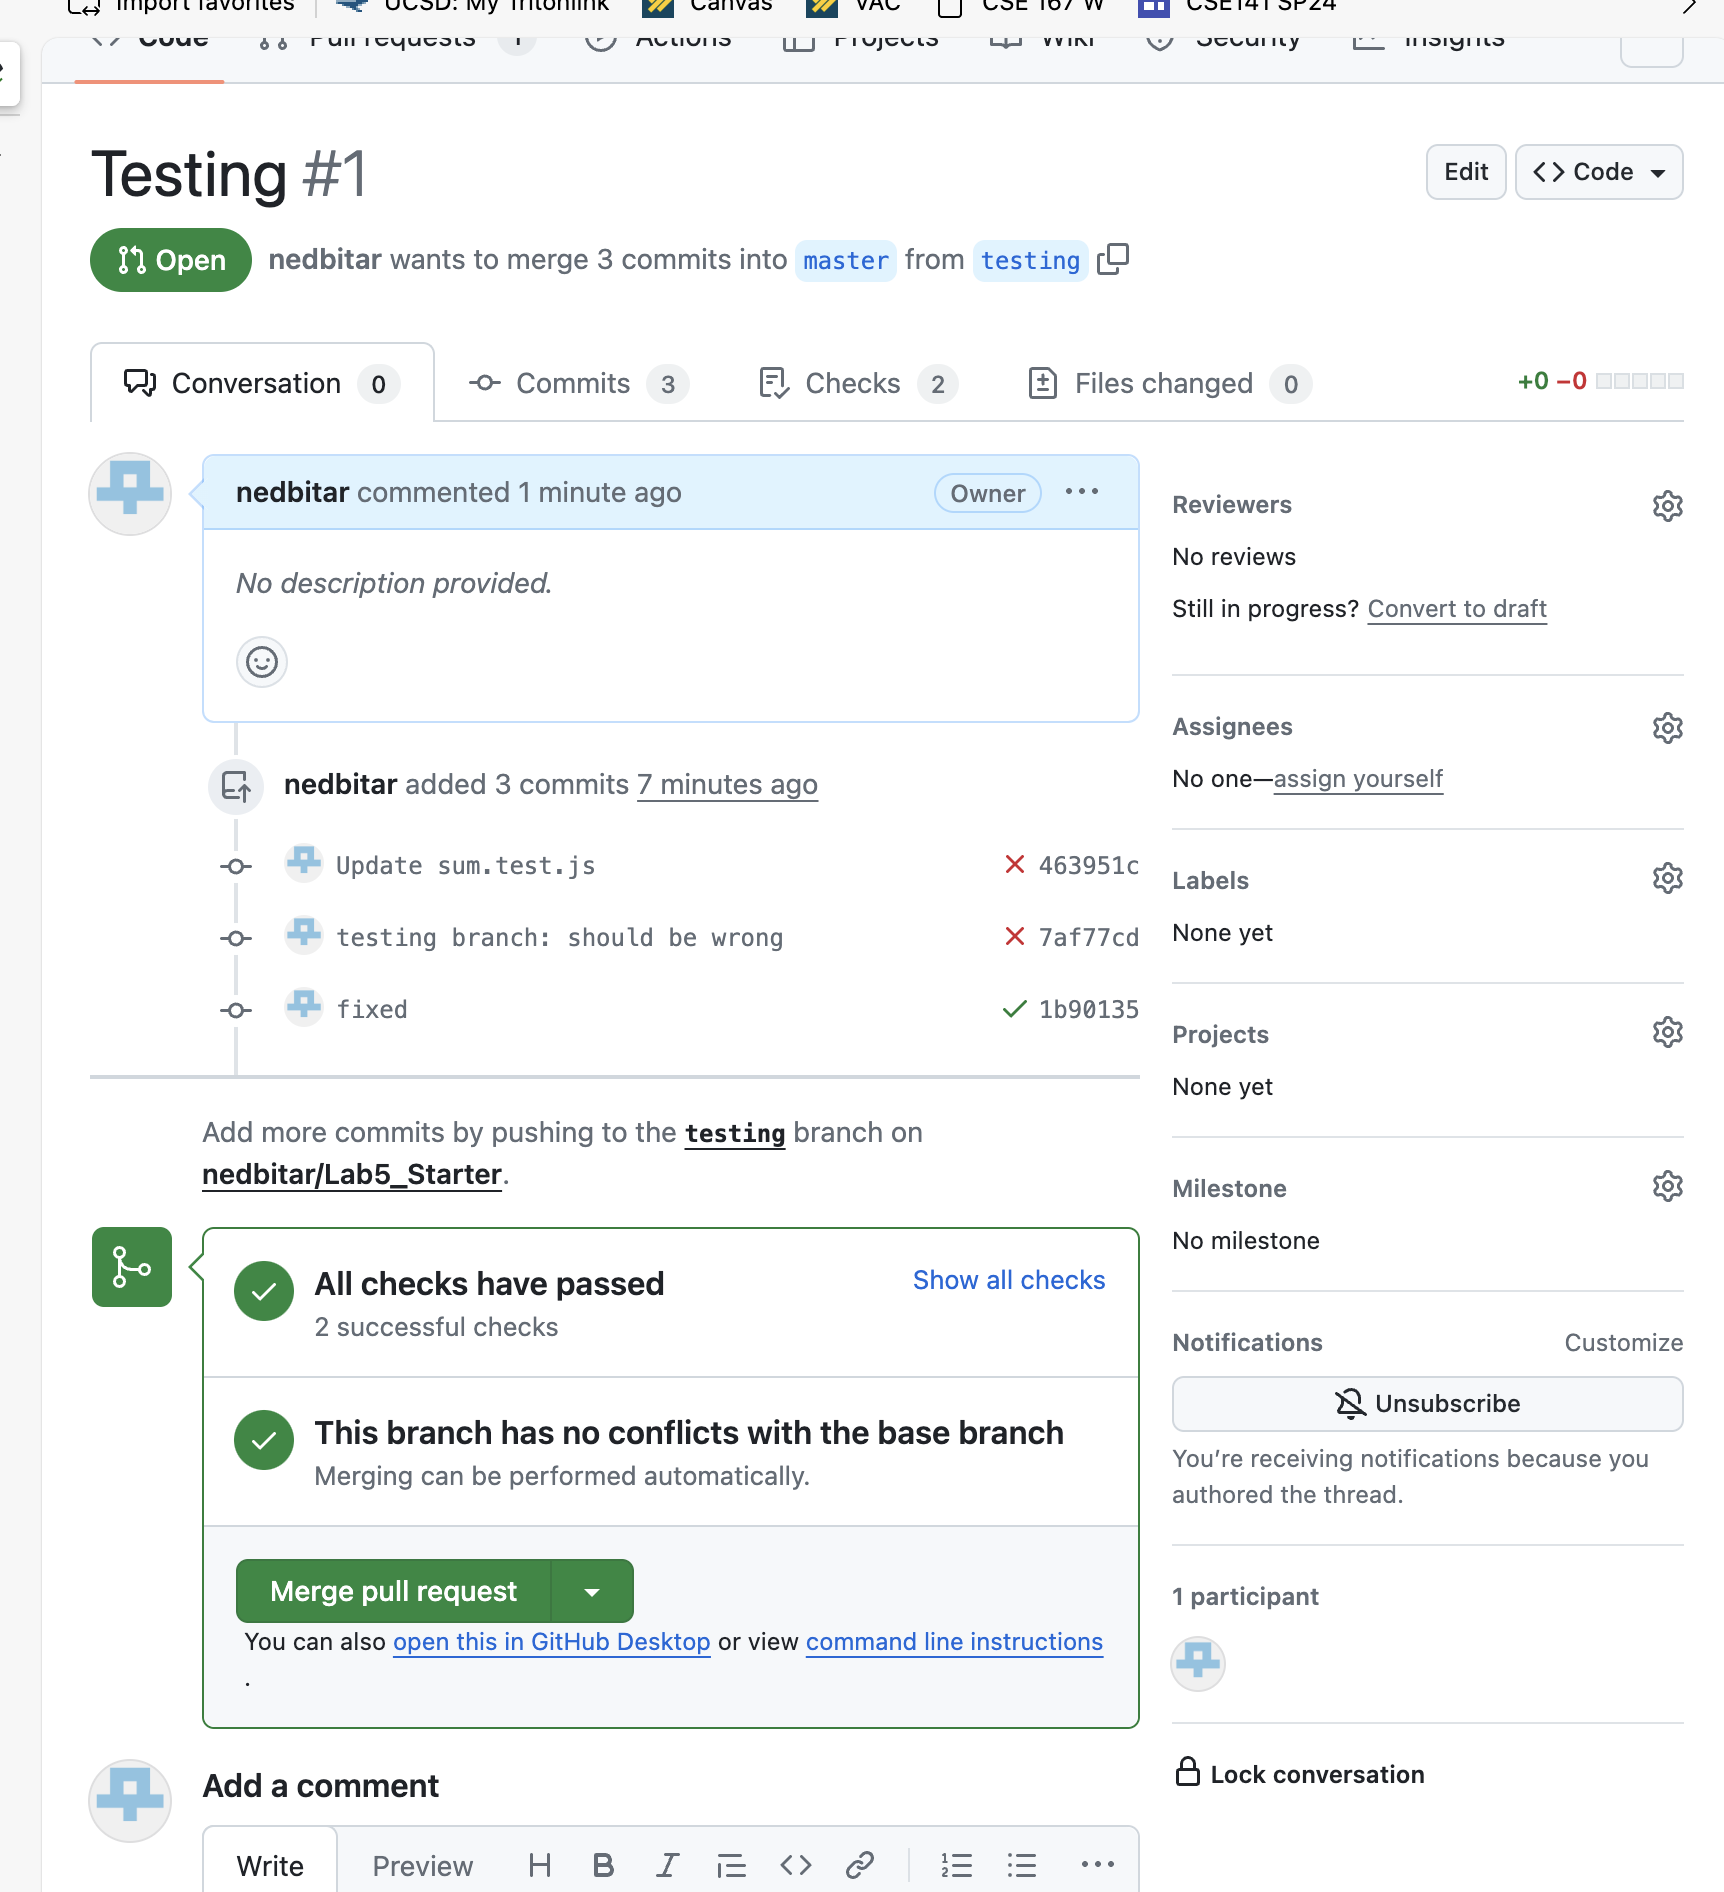 Import favorites
UCSD: My Tritonlink
Canvas
VAC
CSE 167 W
CSE141 SP24
Code
Pull requests 1
Actions
Projects
Wiki
Security
Insights
Testing #1
Edit
Code
Open
nedbitar wants to merge 3 commits into master from testing
Conversation 0
Commits 3
Checks 2
Files changed 0
+0 −0
nedbitar commented 1 minute ago
Owner
No description provided.
nedbitar added 3 commits 7 minutes ago
Update sum.test.js
463951c
testing branch: should be wrong
7af77cd
fixed
1b90135
Add more commits by pushing to the testing branch on
nedbitar/Lab5_Starter.
All checks have passed
Show all checks
2 successful checks
This branch has no conflicts with the base branch
Merging can be performed automatically.
Merge pull request
You can also open this in GitHub Desktop or view command line instructions
.
Add a comment
Write
Preview
H B I
Reviewers
No reviews
Still in progress? Convert to draft
Assignees
No one—assign yourself
Labels
None yet
Projects
None yet
Milestone
No milestone
Notifications
Customize
Unsubscribe
You’re receiving notifications because you
authored the thread.
1 participant
Lock conversation